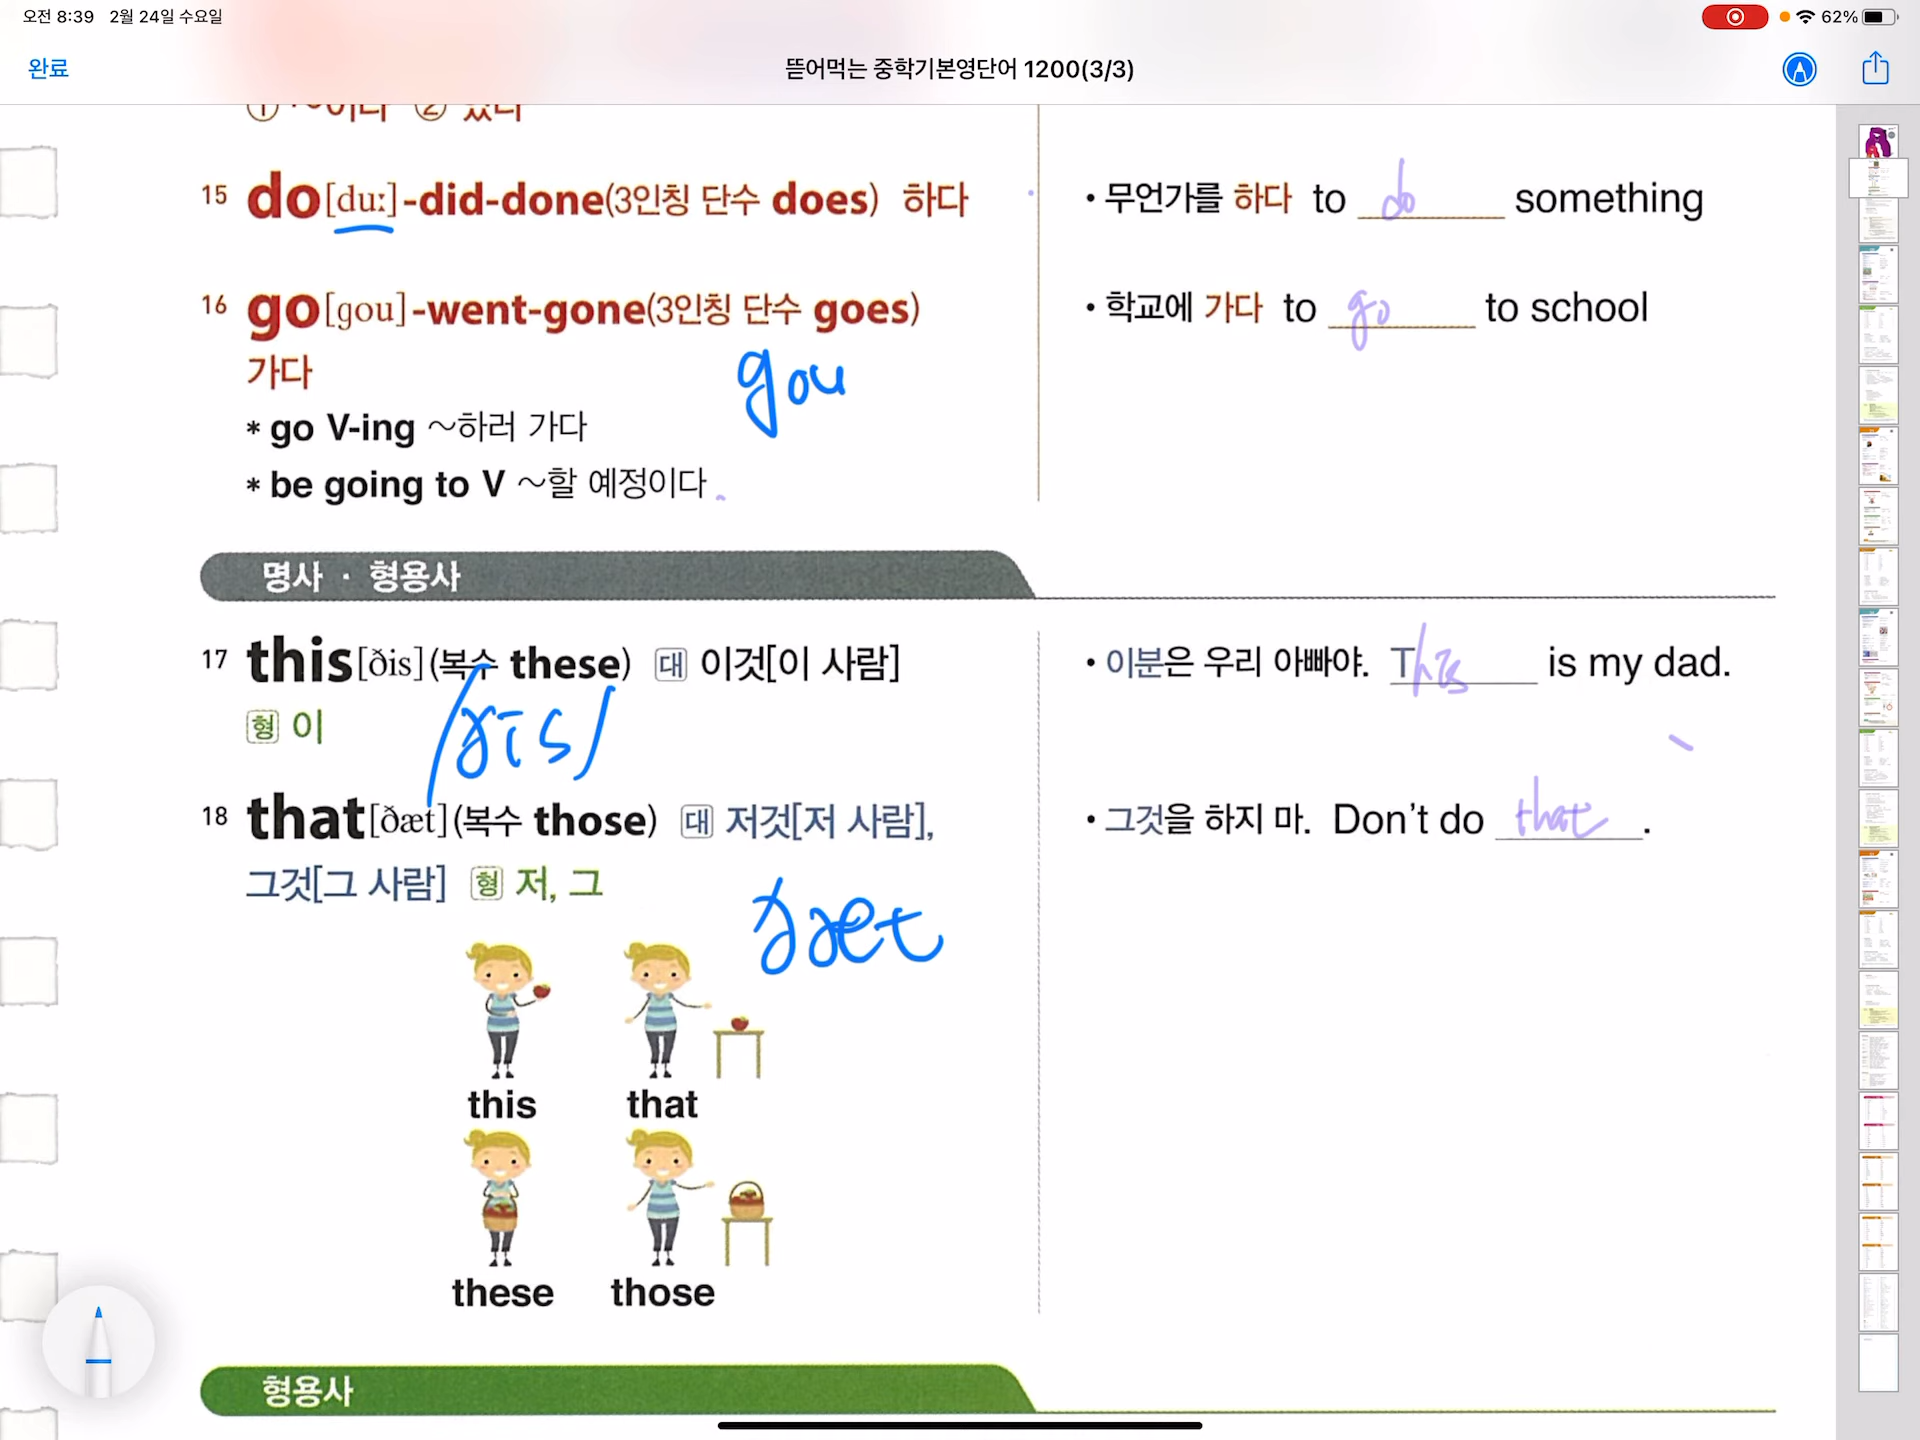 오전 8:39 2월 24일 수요일
62%
완료
뜯어먹는 중학기본영단어 1200(3/3)
15 do[duː]-did-done(3인칭 단수 does) 하다
• 무언가를 하다 to do something
16 go[gou]-went-gone(3인칭 단수 goes)
가다
gou
* go V-ing ～하러 가다
* be going to V ～할 예정이다
• 학교에 가다 to go to school
명사 · 형용사
17 this[ðis](복수 these) 대 이것[이 사람]
형 이
/ðis/
• 이분은 우리 아빠야. This is my dad.
18 that[ðæt](복수 those) 대 저것[저 사람],
그것[그 사람] 형 저, 그
ðæt
• 그것을 하지 마. Don't do that.
this that
these those
형용사